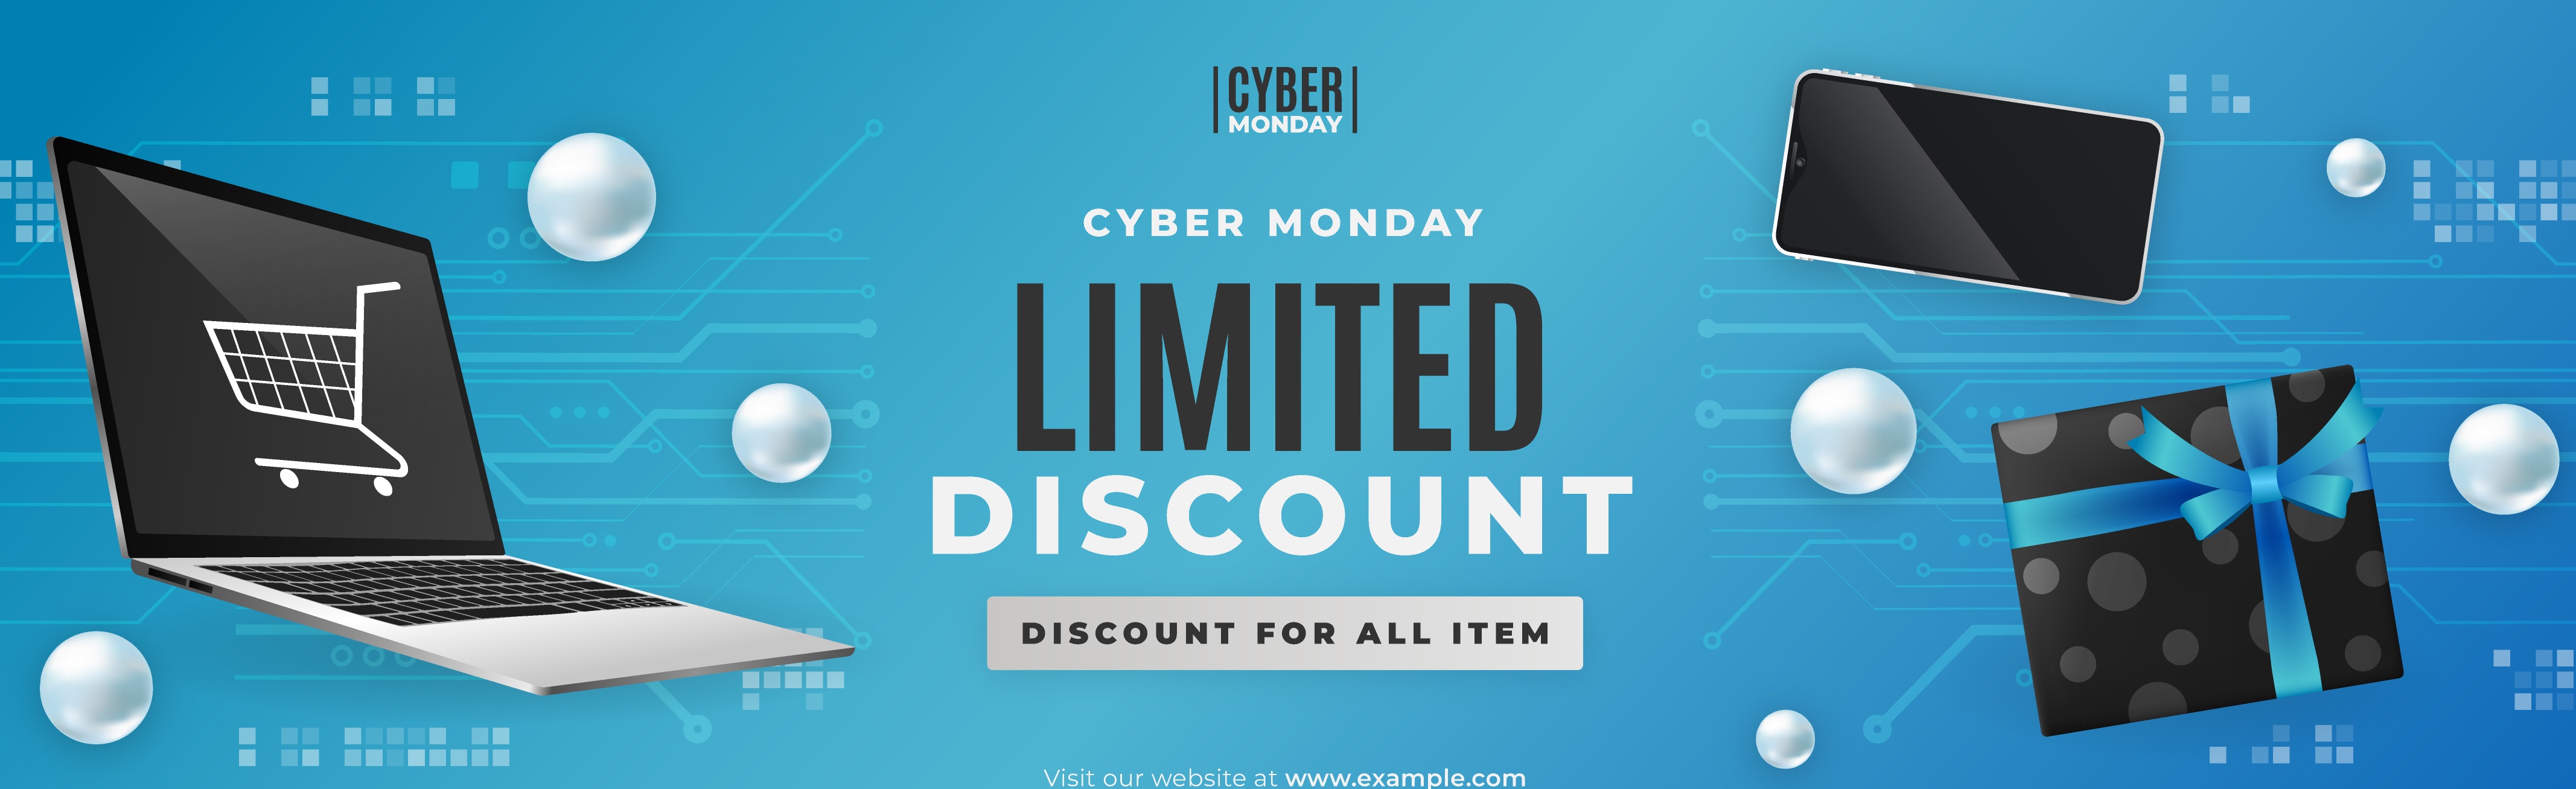 CYBER
MONDAY
CYBER MONDAY
LIMITED
DISCOUNT
DISCOUNT FOR ALL ITEM
Visit our website at www.example.com